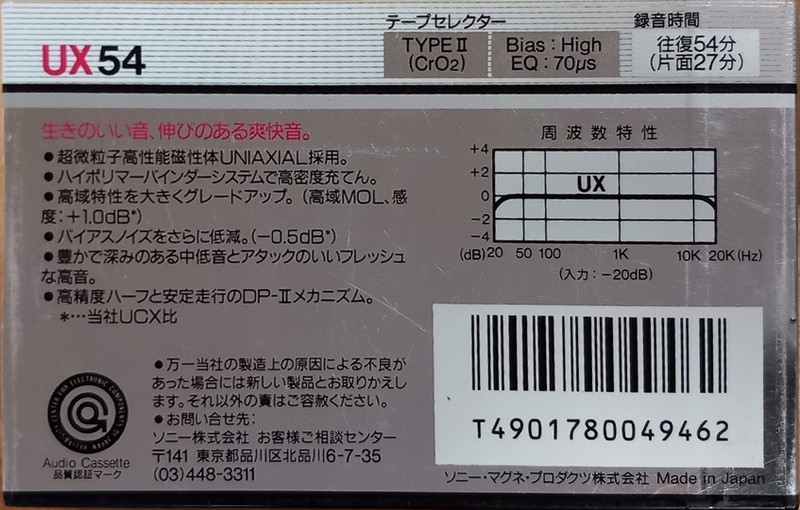 UX54
テープセレクター
TYPE II
(CrO2)
Bias : High
EQ : 70μs
録音時間
往復54分
(片面27分)
生きのいい音、伸びのある爽快音。
●超微粒子高性能磁性体UNIAXIAL採用。
●ハイポリマーバインダーシステムで高密度充てん。
●高域特性を大きくグレードアップ。(高域MOL、感
度:+1.0dB*)
●バイアスノイズをさらに低減。(−0.5dB*)
●豊かで深みのある中低音とアタックのいいフレッシュ
な高音。
●高精度ハーフと安定走行のDP-IIメカニズム。
*…当社UCX比
周波数特性
+4
+2
0
−2
−4
UX
(dB) 20 50 100 1K 10K 20K (Hz)
(入力:−20dB)
●万一当社の製造上の原因による不良が
あった場合には新しい製品とお取りかえし
ます。それ以外の責はご容赦ください。
●お問い合せ先:
ソニー株式会社 お客様ご相談センター
〒141 東京都品川区北品川6-7-35
(03)448-3311
Audio Cassette
品質認証マーク
T4901780049462
ソニー・マグネ・プロダクツ株式会社 Made in Japan